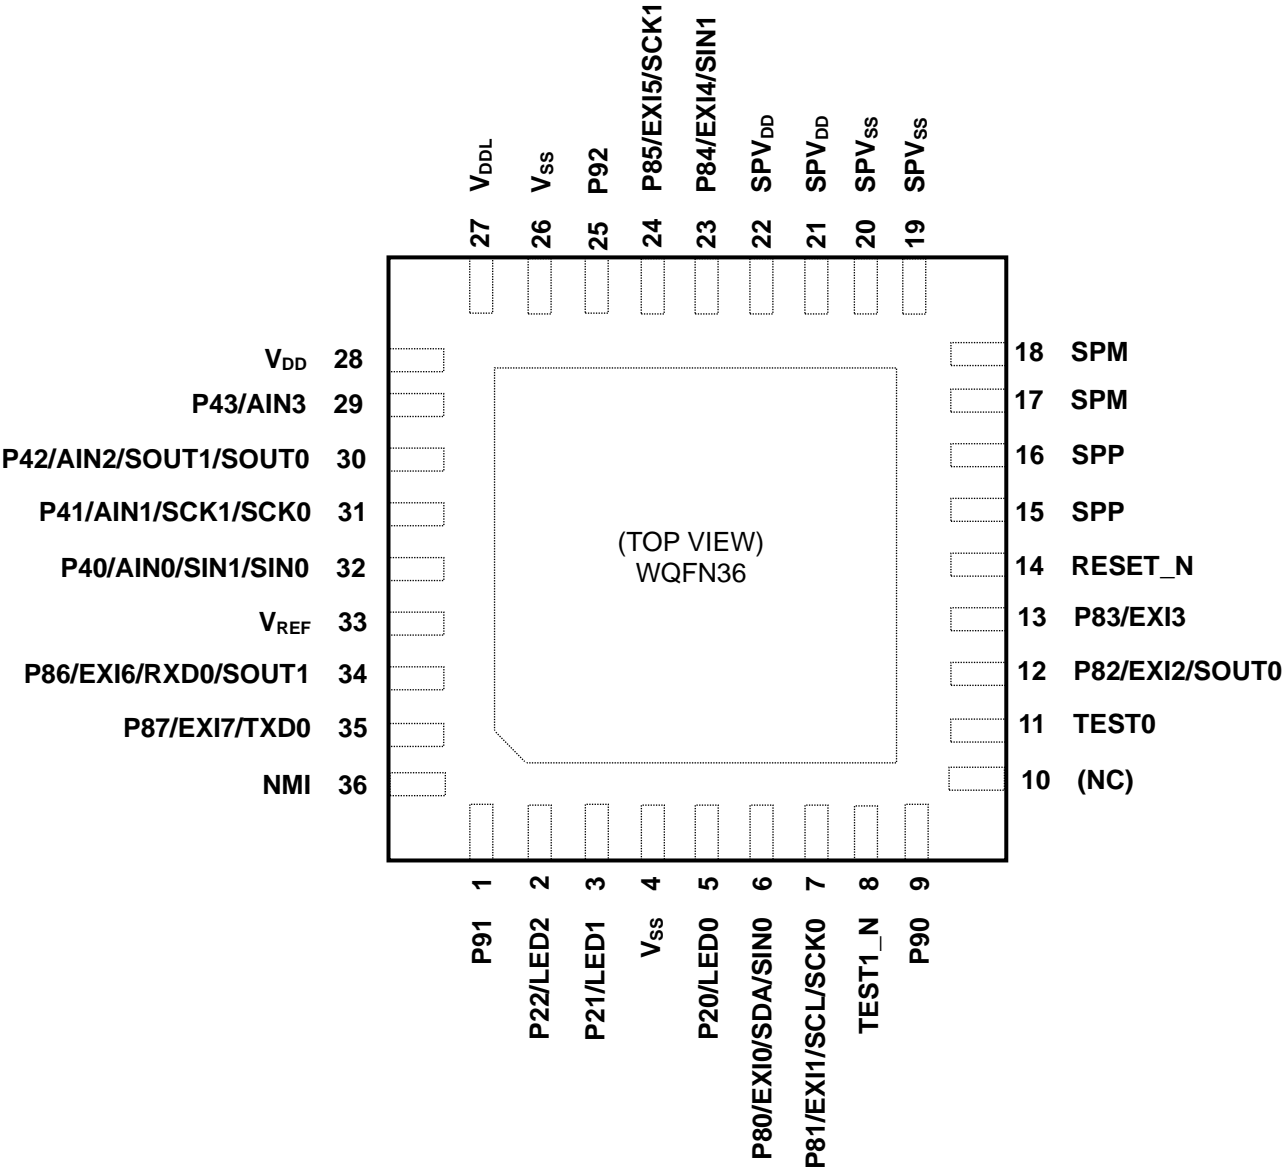 P85/EXI5/SCK1
P84/EXI4/SIN1
VDDL
VSS
P92
SPVDD
SPVDD
SPVSS
SPVSS
27
26
25
24
23
22
21
20
19
VDD 28
P43/AIN3 29
P42/AIN2/SOUT1/SOUT0 30
P41/AIN1/SCK1/SCK0 31
P40/AIN0/SIN1/SIN0 32
VREF 33
P86/EXI6/RXD0/SOUT1 34
P87/EXI7/TXD0 35
NMI 36
(TOP VIEW)
WQFN36
18 SPM
17 SPM
16 SPP
15 SPP
14 RESET_N
13 P83/EXI3
12 P82/EXI2/SOUT0
11 TEST0
10 (NC)
1
2
3
4
5
6
7
8
9
P91
P22/LED2
P21/LED1
VSS
P20/LED0
P80/EXI0/SDA/SIN0
P81/EXI1/SCL/SCK0
TEST1_N
P90